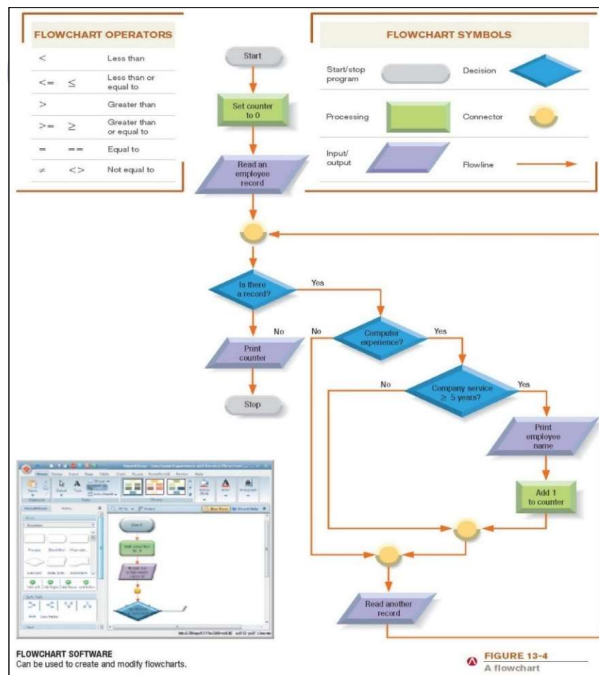 FLOWCHART OPERATORS
< Less than
<= ≤ Less than or
equal to
> Greater than
>= ≥ Greater than
or equal to
= == Equal to
≠ <> Not equal to
FLOWCHART SYMBOLS
Start/stop
program
Decision
Processing
Connector
Input/
output
Flowline
Start
Set counter
to 0
Read an
employee
record
Is there
a record?
Yes
No
Print
counter
Stop
Computer
experience?
No
Yes
Company service
≥ 5 years?
No
Yes
Print
employee
name
Add 1
to counter
Read another
record
FLOWCHART SOFTWARE
Can be used to create and modify flowcharts.
FIGURE 13-4
A flowchart